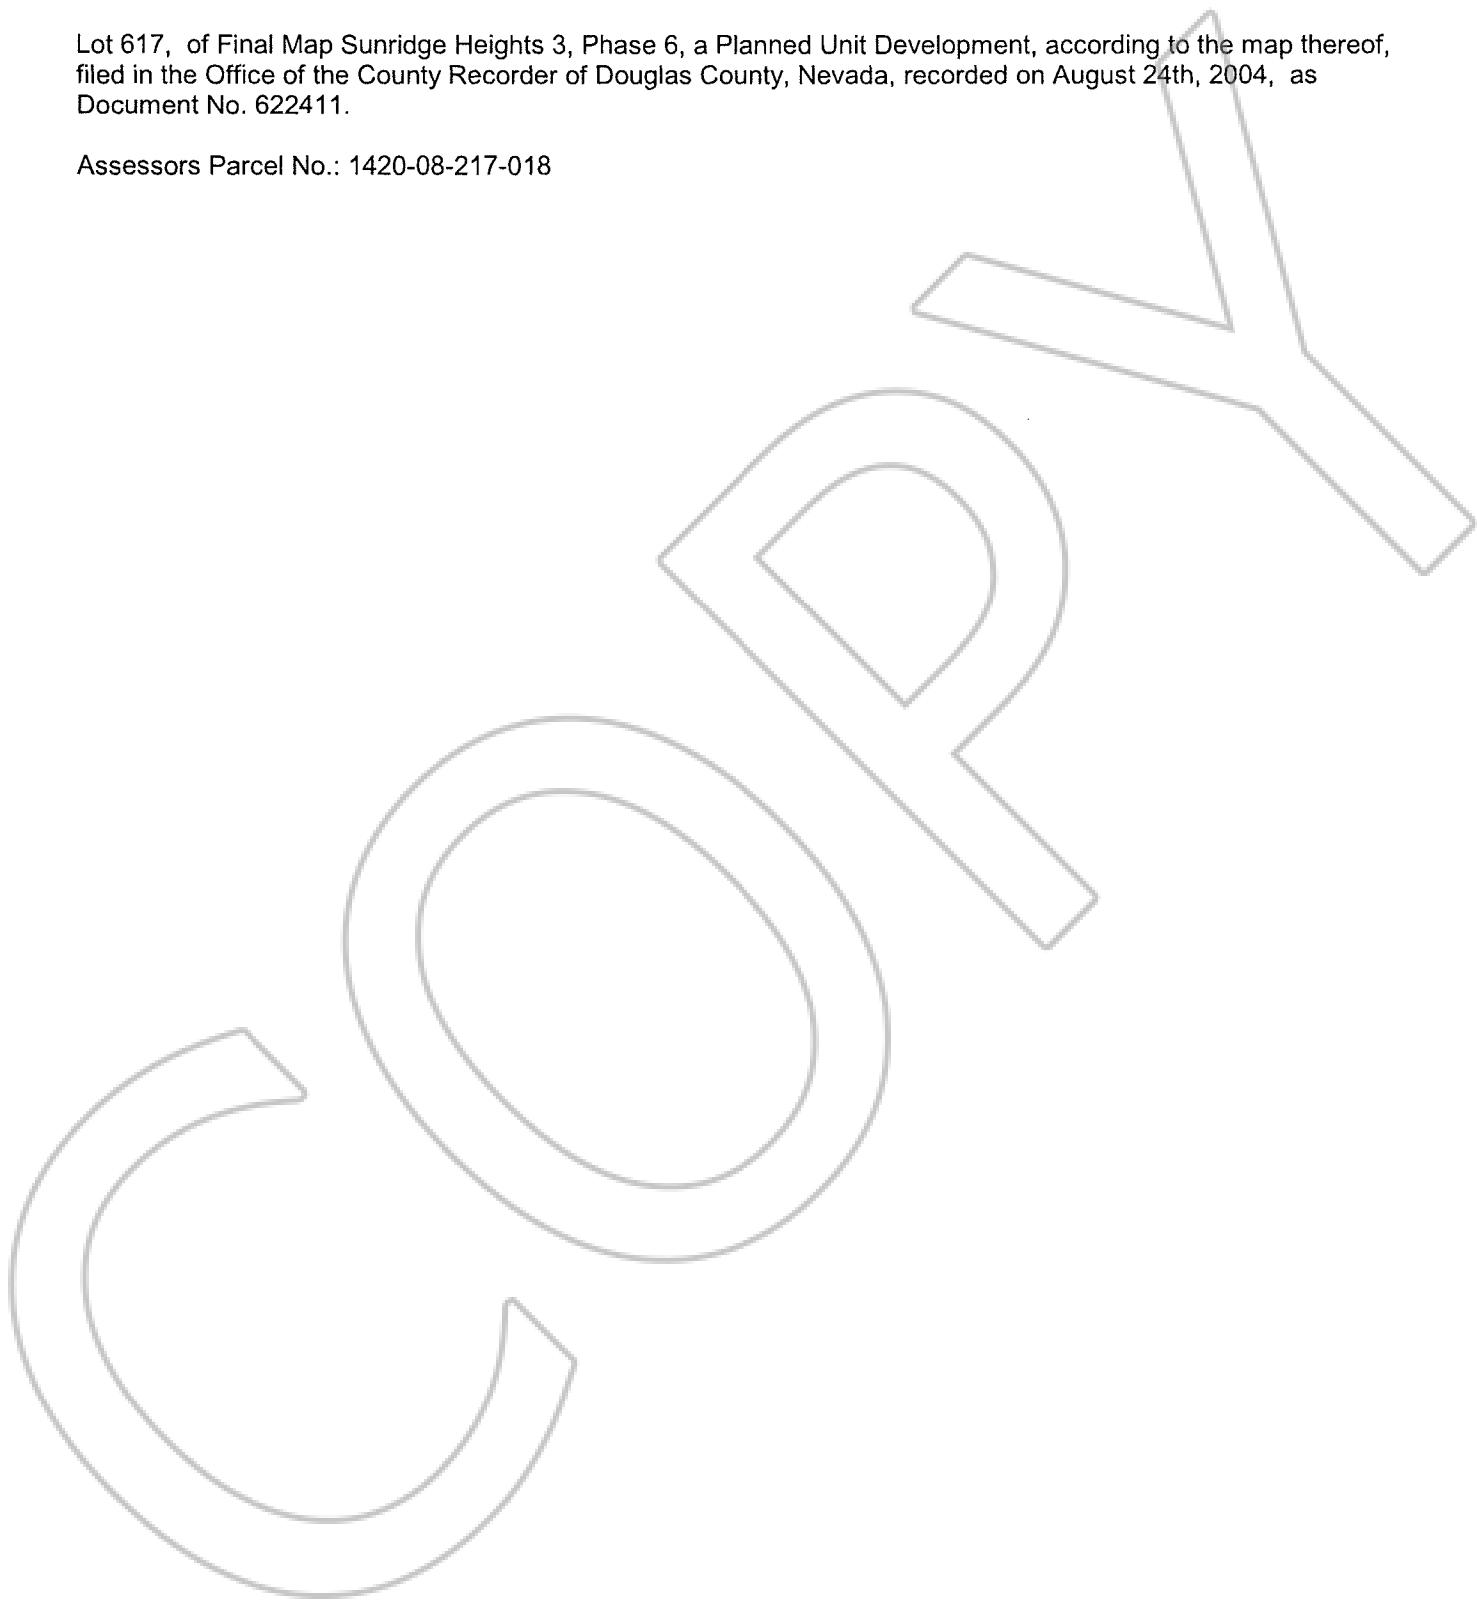 Lot 617,  of Final Map Sunridge Heights 3, Phase 6, a Planned Unit Development, according to the map thereof,
filed in the Office of the County Recorder of Douglas County, Nevada, recorded on August 24th, 2004,  as
Document No. 622411.
Assessors Parcel No.: 1420-08-217-018
COPY